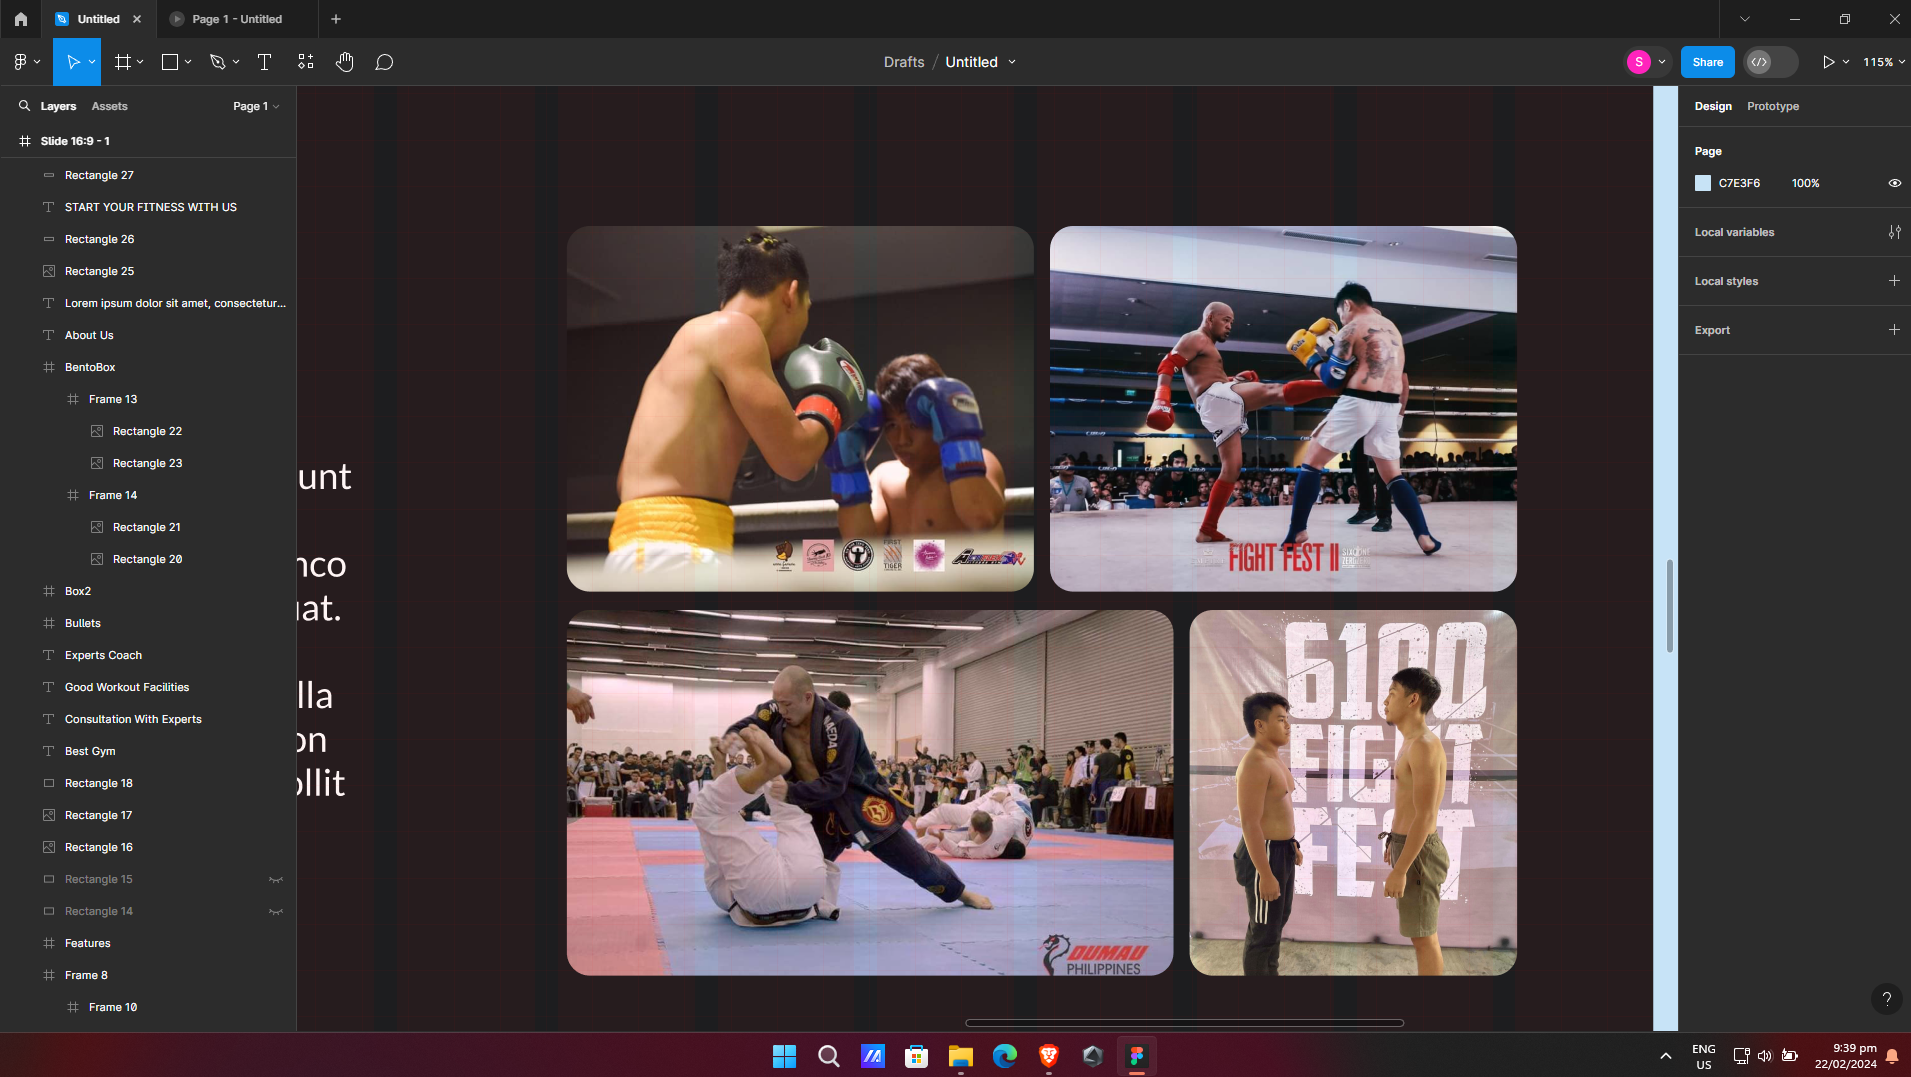 Untitled
Page 1 - Untitled
Drafts / Untitled
S
Share
115%
Layers
Assets
Page 1
Slide 16:9 - 1
Rectangle 27
START YOUR FITNESS WITH US
Rectangle 26
Rectangle 25
Lorem ipsum dolor sit amet, consectetur...
About Us
BentoBox
Frame 13
Rectangle 22
Rectangle 23
Frame 14
Rectangle 21
Rectangle 20
Box2
Bullets
Experts Coach
Good Workout Facilities
Consultation With Experts
Best Gym
Rectangle 18
Rectangle 17
Rectangle 16
Rectangle 15
Rectangle 14
Features
Frame 8
Frame 10
unt
nco
uat.
lla
on
ollit
FIRST
TIGER
FIGHT FEST II
DUMAU
PHILIPPINES
6100
FIGHT
FEST
Design
Prototype
Page
C7E3F6
100%
Local variables
Local styles
Export
?
ENG
US
9:39 pm
22/02/2024